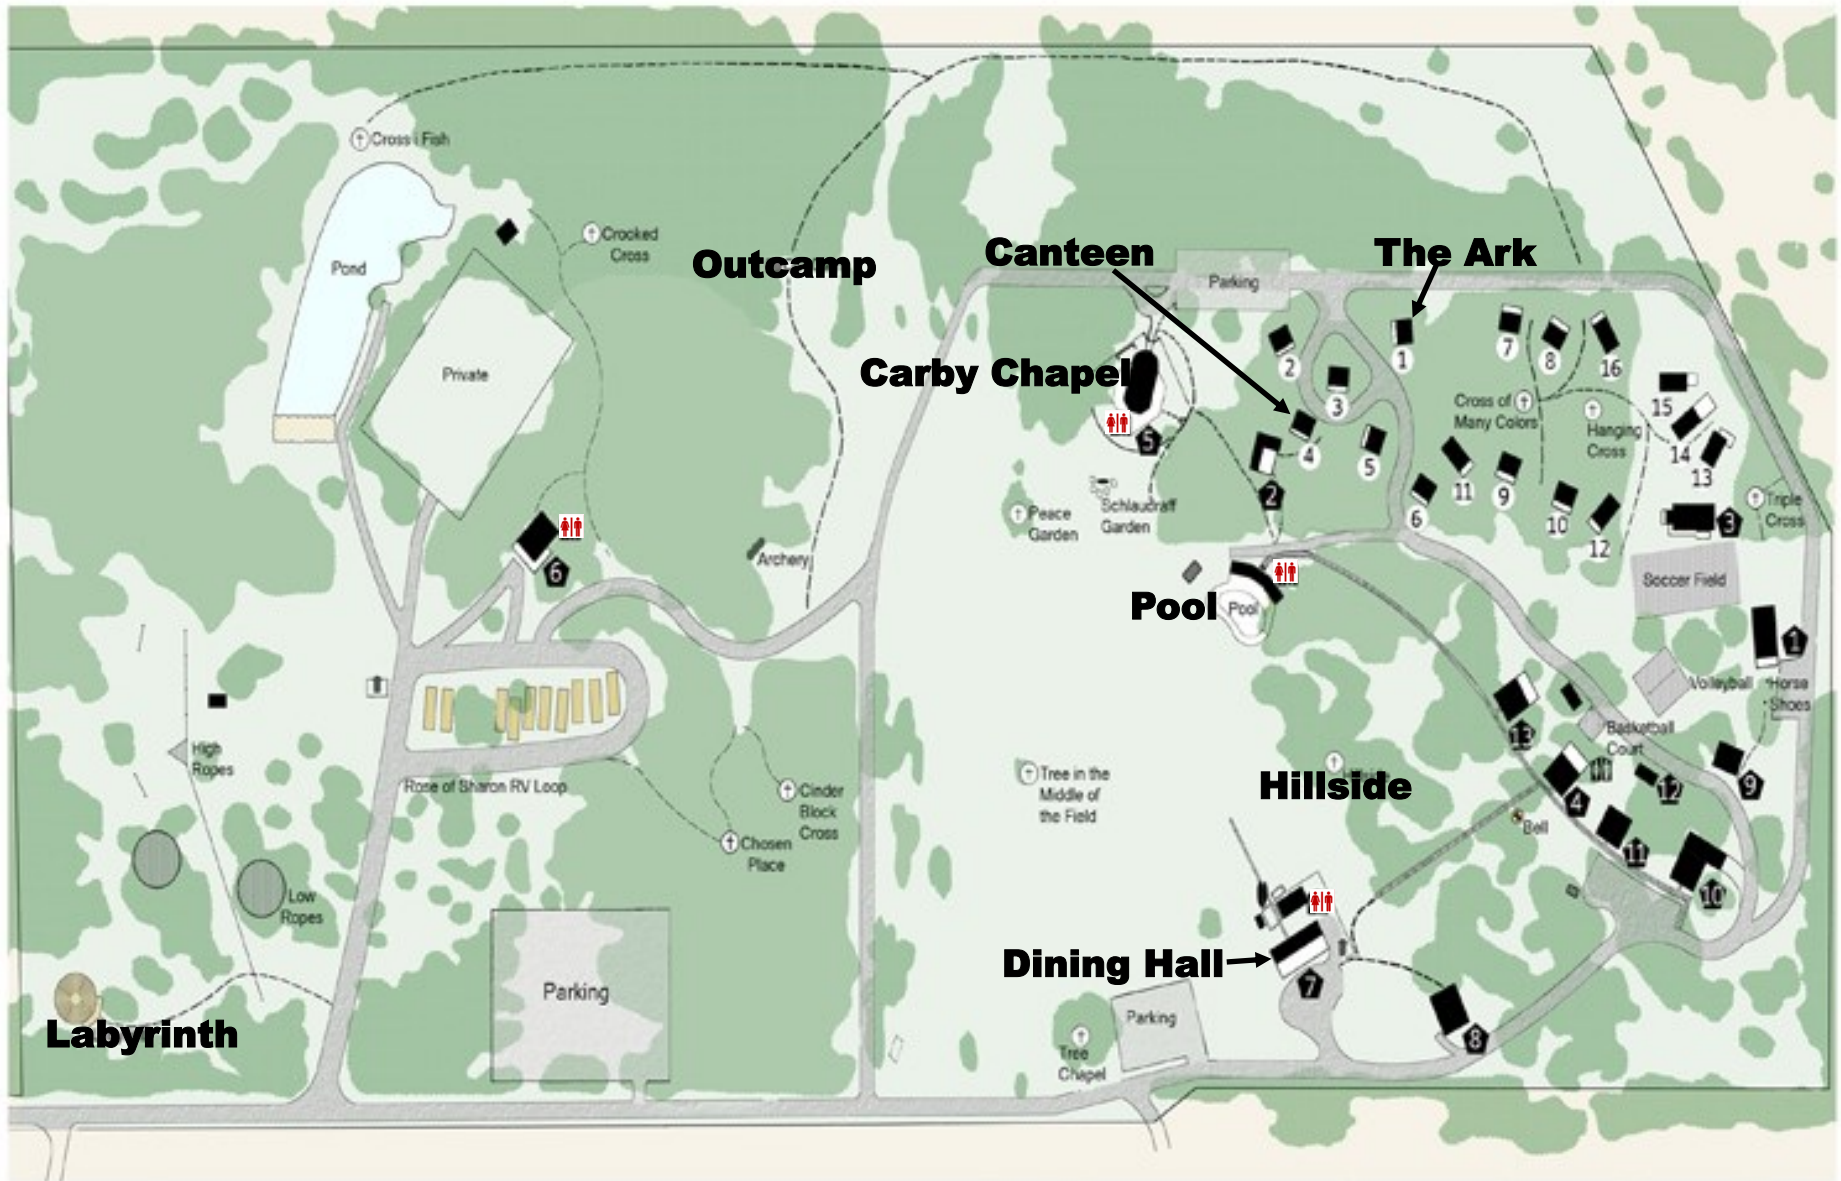 Cross i Fish
Crooked
Cross
Pond
Private
Outcamp
Canteen
The Ark
Parking
Carby Chapel
1
2
3
4
5
6
7
8
16
15
14
13
11
9
10
12
Cross of
Many Colors
Hanging
Cross
Triple
Cross
5
2
3
Peace
Garden
Schlaudraff
Garden
Archery
6
Soccer Field
Pool
Pool
1
Volleyball
Horse
Shoes
13
Basketball
Court
High
Ropes
Rose of Sharon RV Loop
Cinder
Block
Cross
Chosen
Place
Tree in the
Middle of
the Field
Hillside
4
12
9
Bell
11
10
Low
Ropes
Parking
Dining Hall
7
Labyrinth
Parking
8
Tree
Chapel